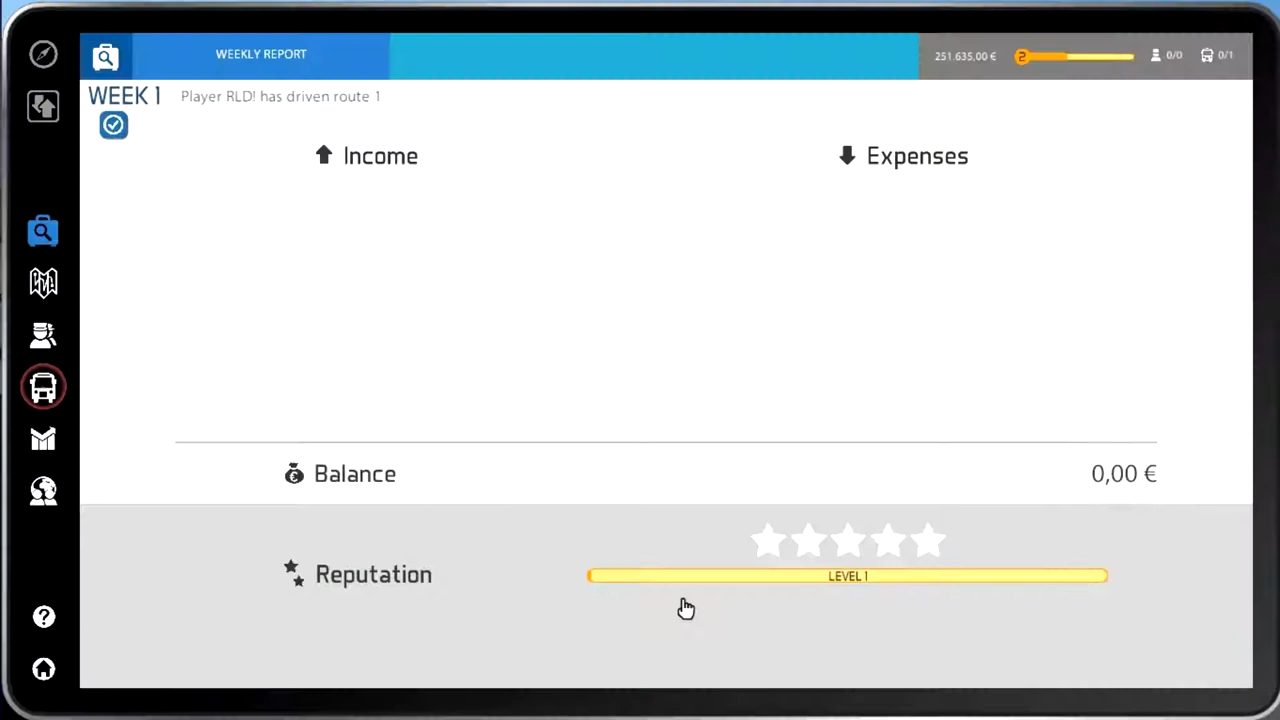 WEEKLY REPORT
251.635,00 €
2
0/0
0/1
WEEK 1
Player RLD! has driven route 1
Income
Expenses
Balance
0,00 €
Reputation
LEVEL 1